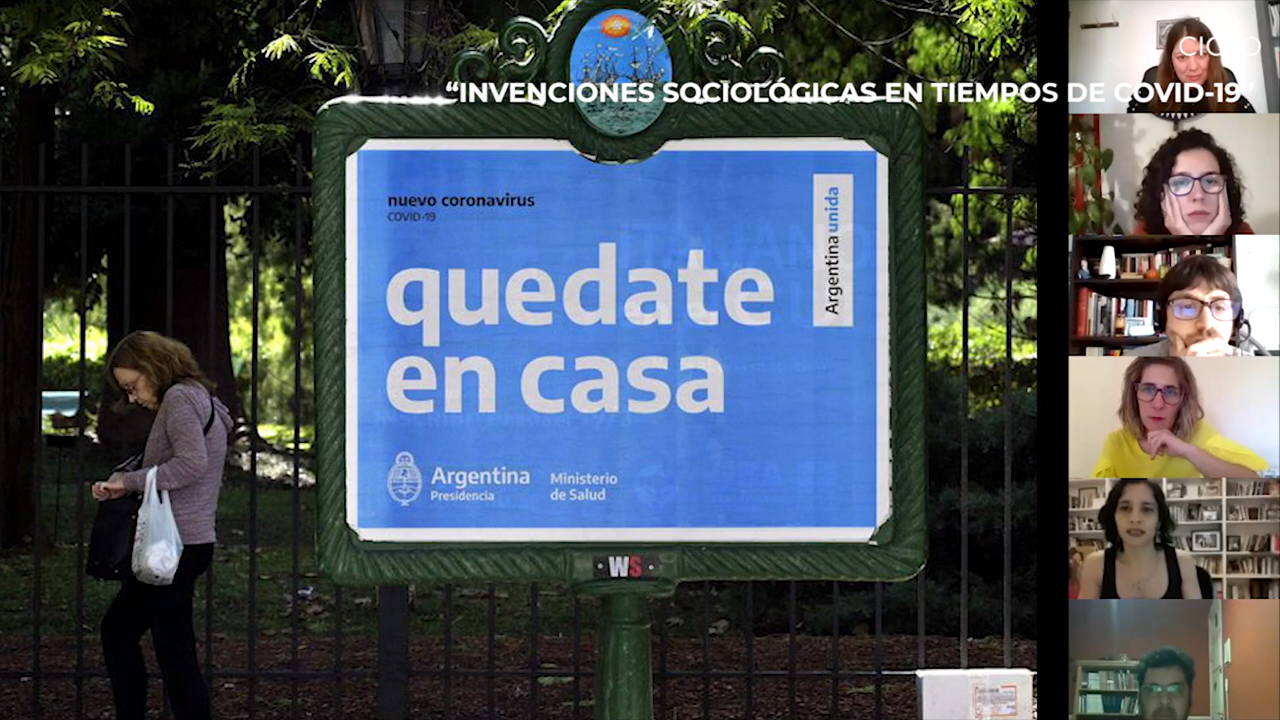 CICLO
“INVENCIONES SOCIOLÓGICAS EN TIEMPOS DE COVID-19”
nuevo coronavirus
COVID-19
quedate
en casa
Argentina unida
Argentina
Presidencia
Ministerio
de Salud
WS